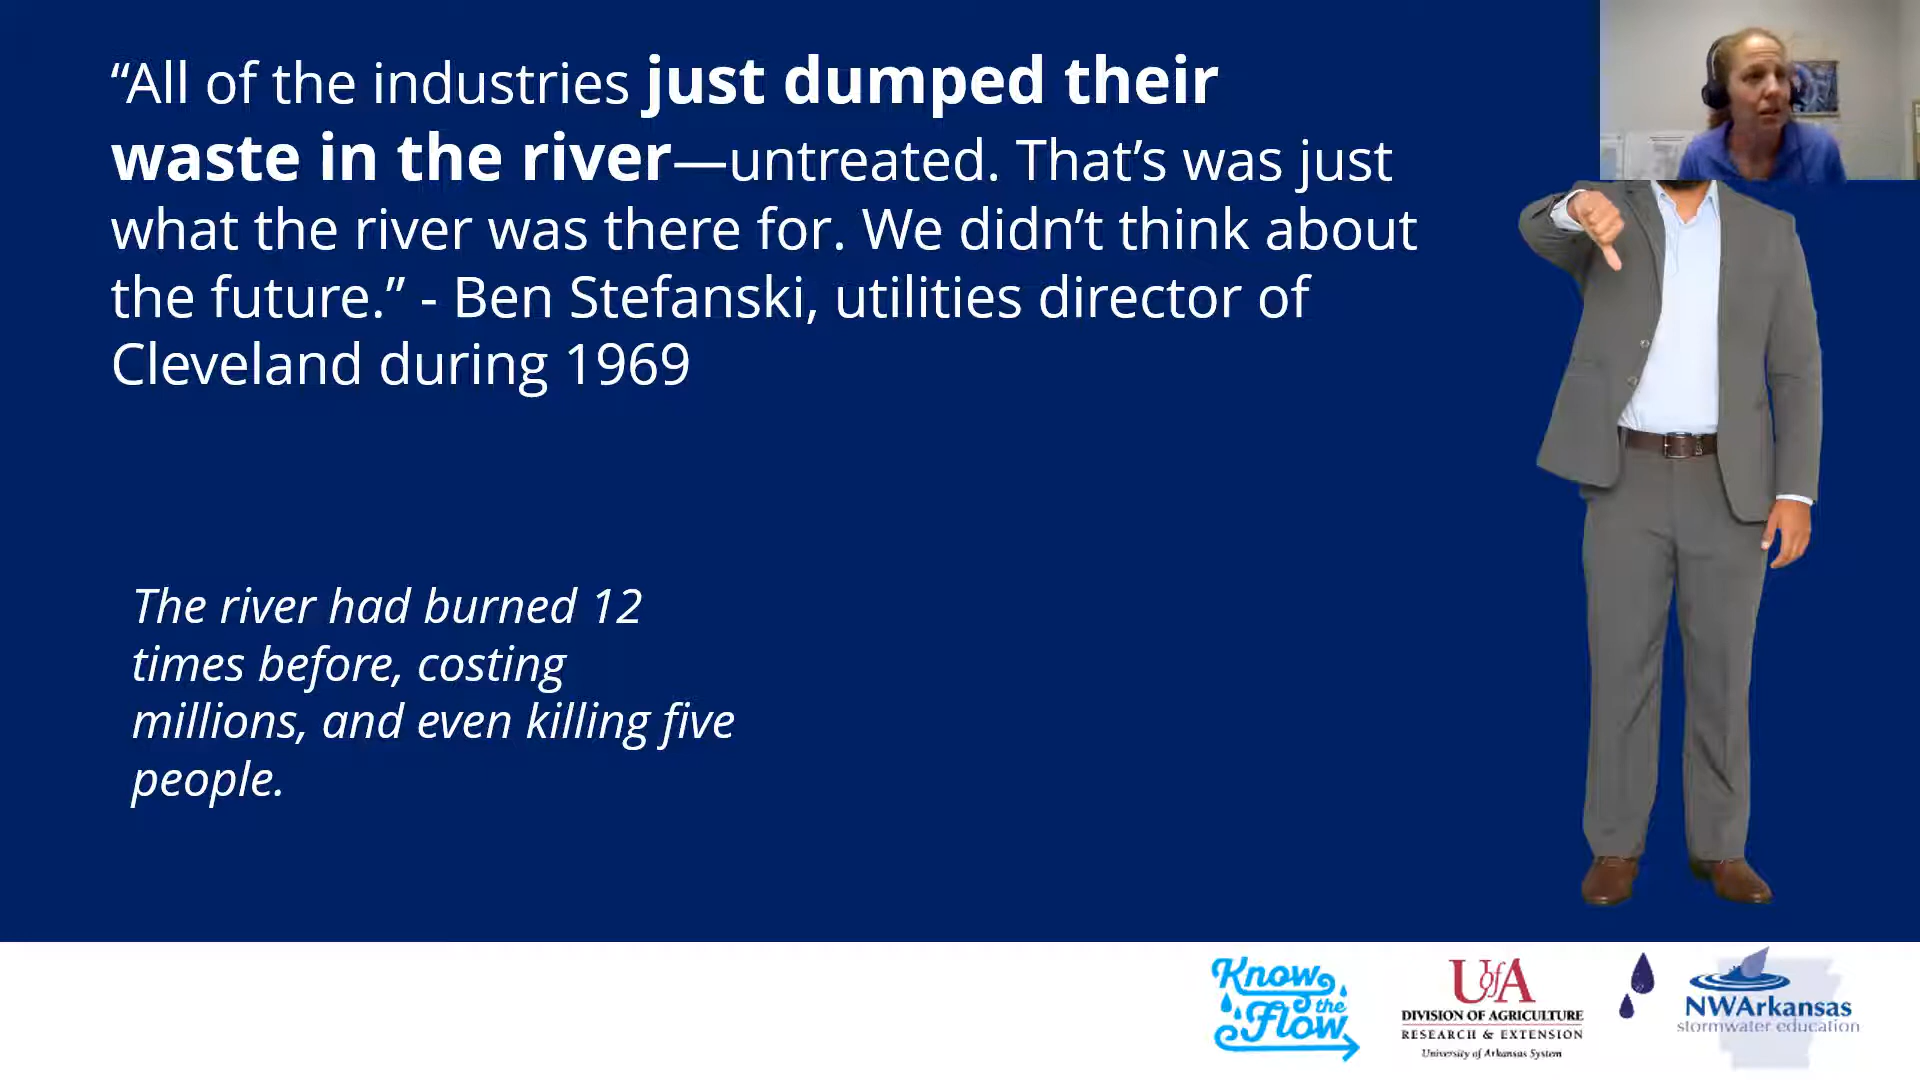 “All of the industries just dumped their
waste in the river—untreated. That’s was just
what the river was there for. We didn’t think about
the future.” - Ben Stefanski, utilities director of
Cleveland during 1969
The river had burned 12
times before, costing
millions, and even killing five
people.
Know
the
Flow
UofA
DIVISION OF AGRICULTURE
RESEARCH & EXTENSION
University of Arkansas System
NWArkansas
stormwater education